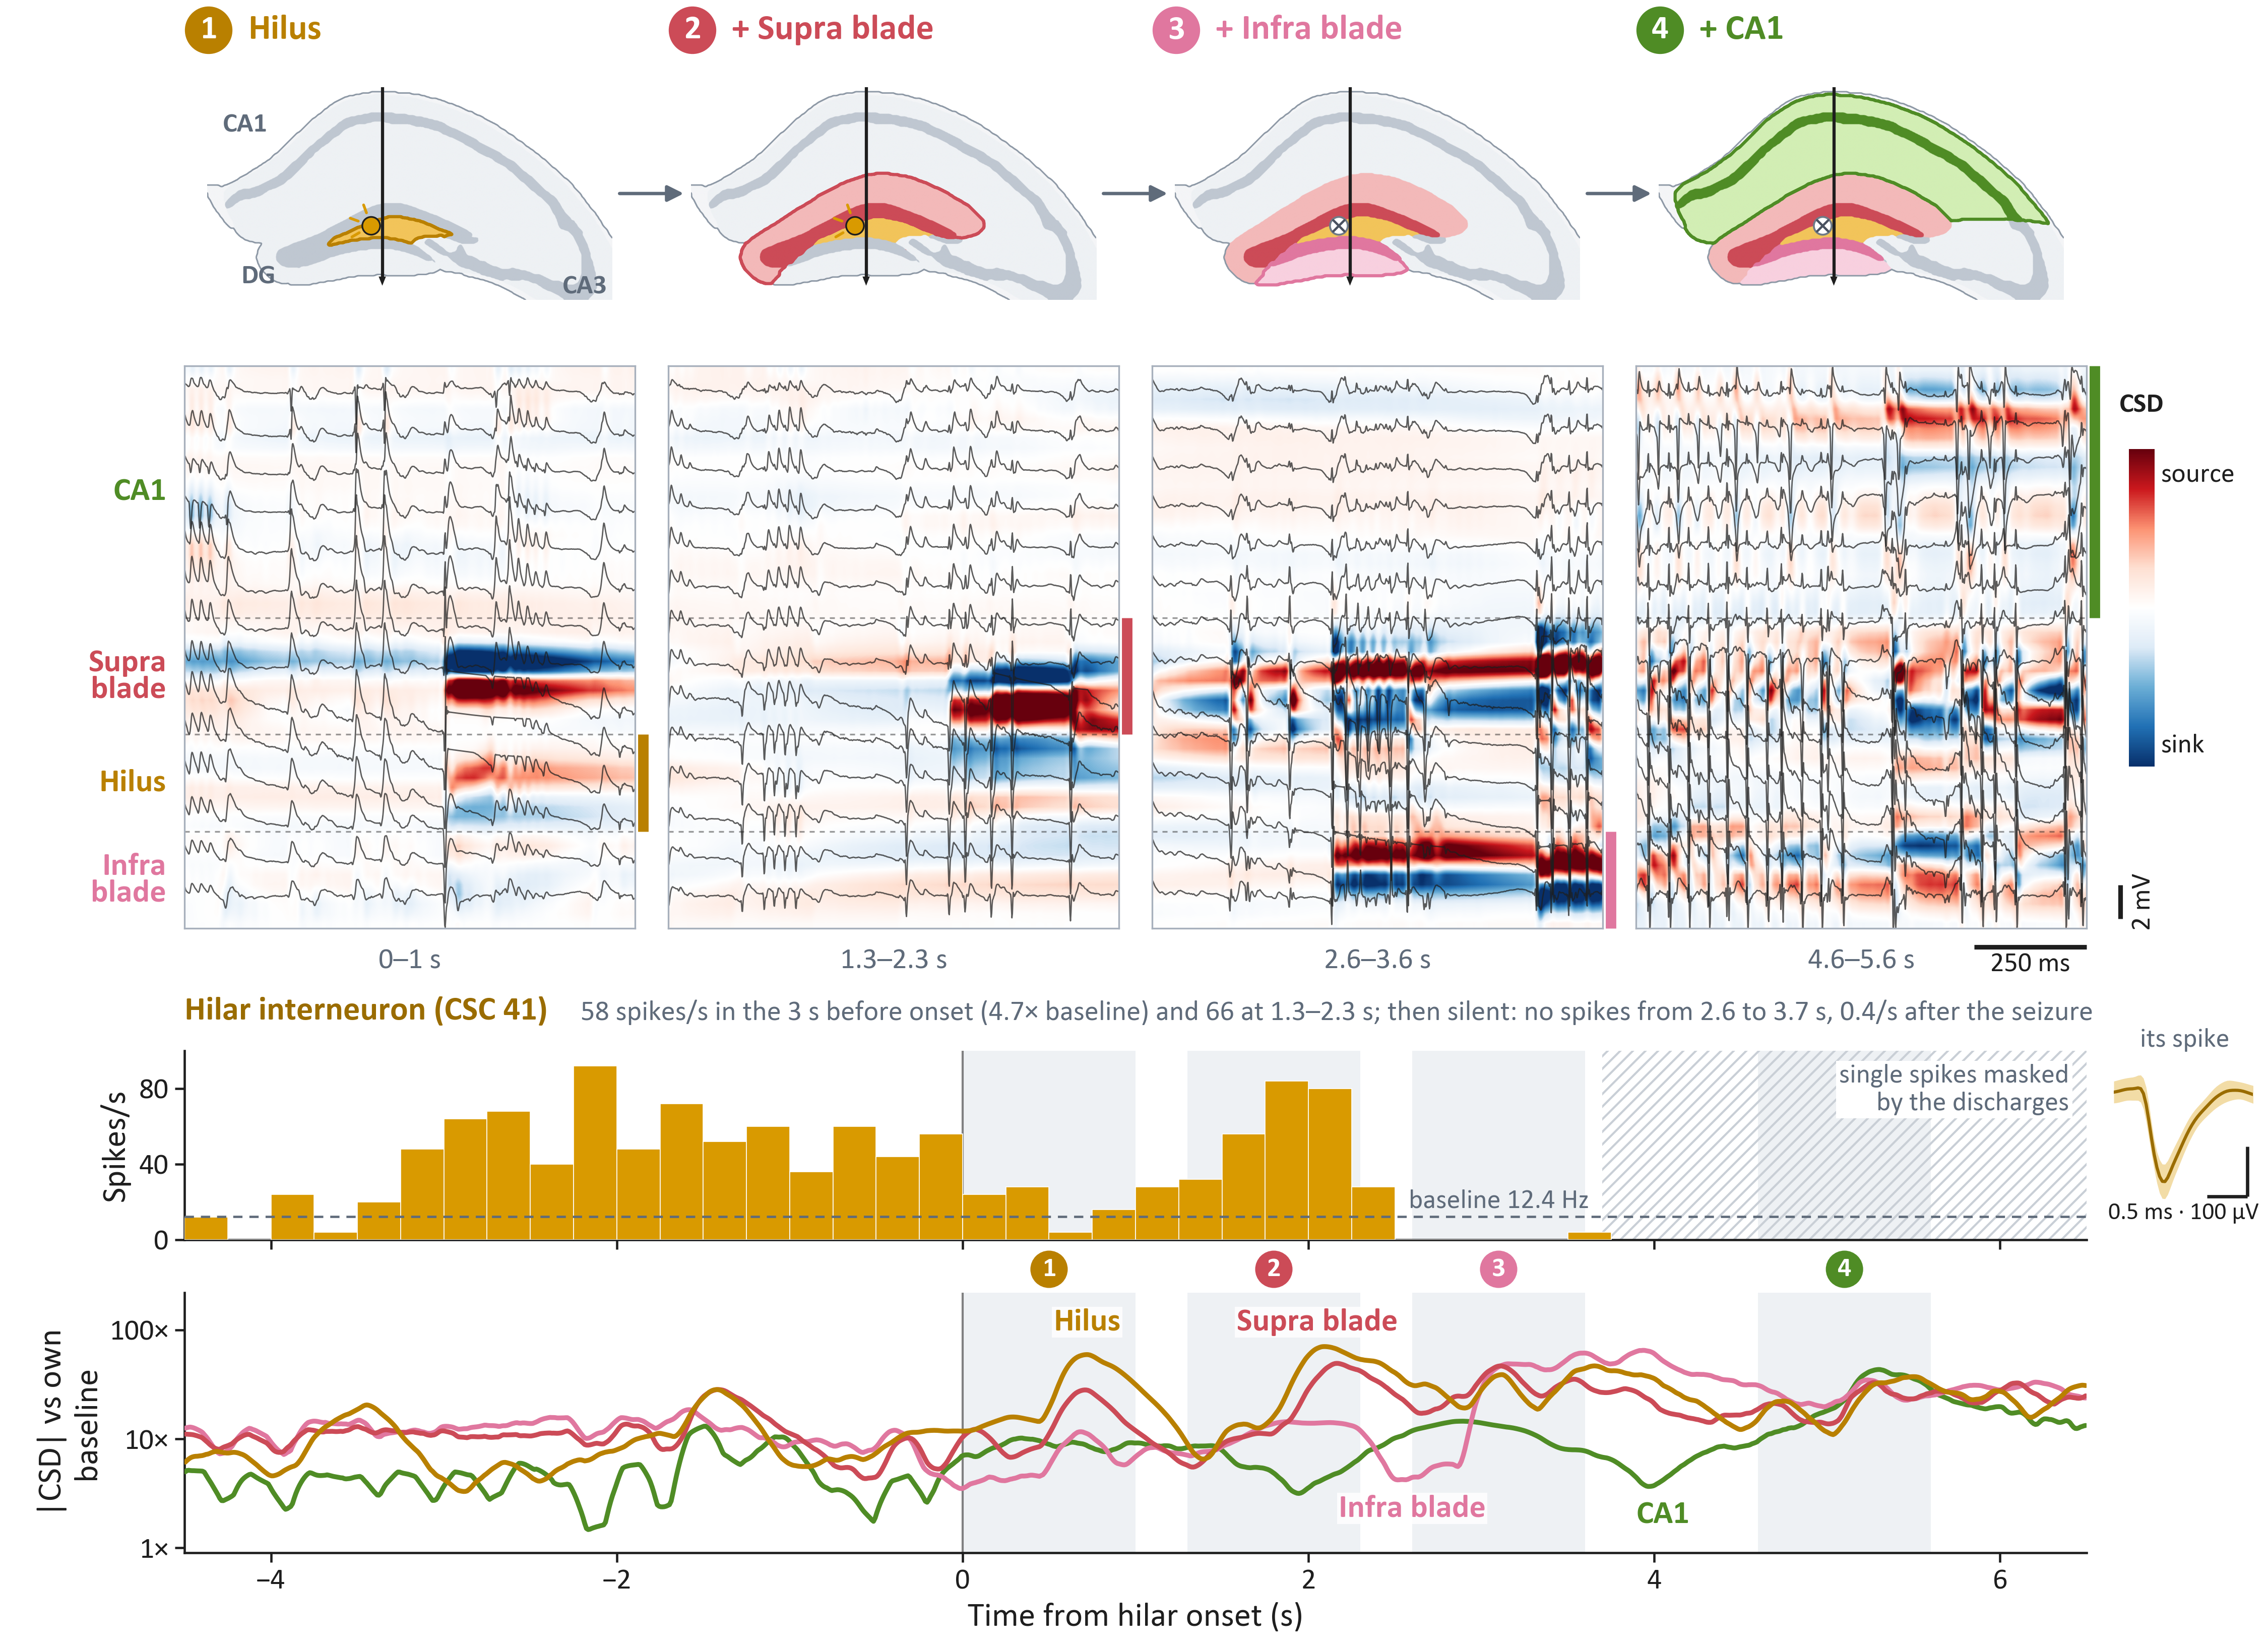 1 Hilus
2 + Supra blade
3 + Infra blade
4 + CA1
CA1
DG
CA3
CA1
Supra
blade
Hilus
Infra
blade
CSD
source
sink
2 mV
0–1 s
1.3–2.3 s
2.6–3.6 s
4.6–5.6 s
250 ms
Hilar interneuron (CSC 41)
58 spikes/s in the 3 s before onset (4.7× baseline) and 66 at 1.3–2.3 s; then silent: no spikes from 2.6 to 3.7 s, 0.4/s after the seizure
Spikes/s
80
40
0
single spikes masked
by the discharges
baseline 12.4 Hz
its spike
0.5 ms · 100 µV
1
2
3
4
|CSD| vs own
baseline
100×
10×
1×
Hilus
Supra blade
Infra blade
CA1
−4
−2
0
2
4
6
Time from hilar onset (s)